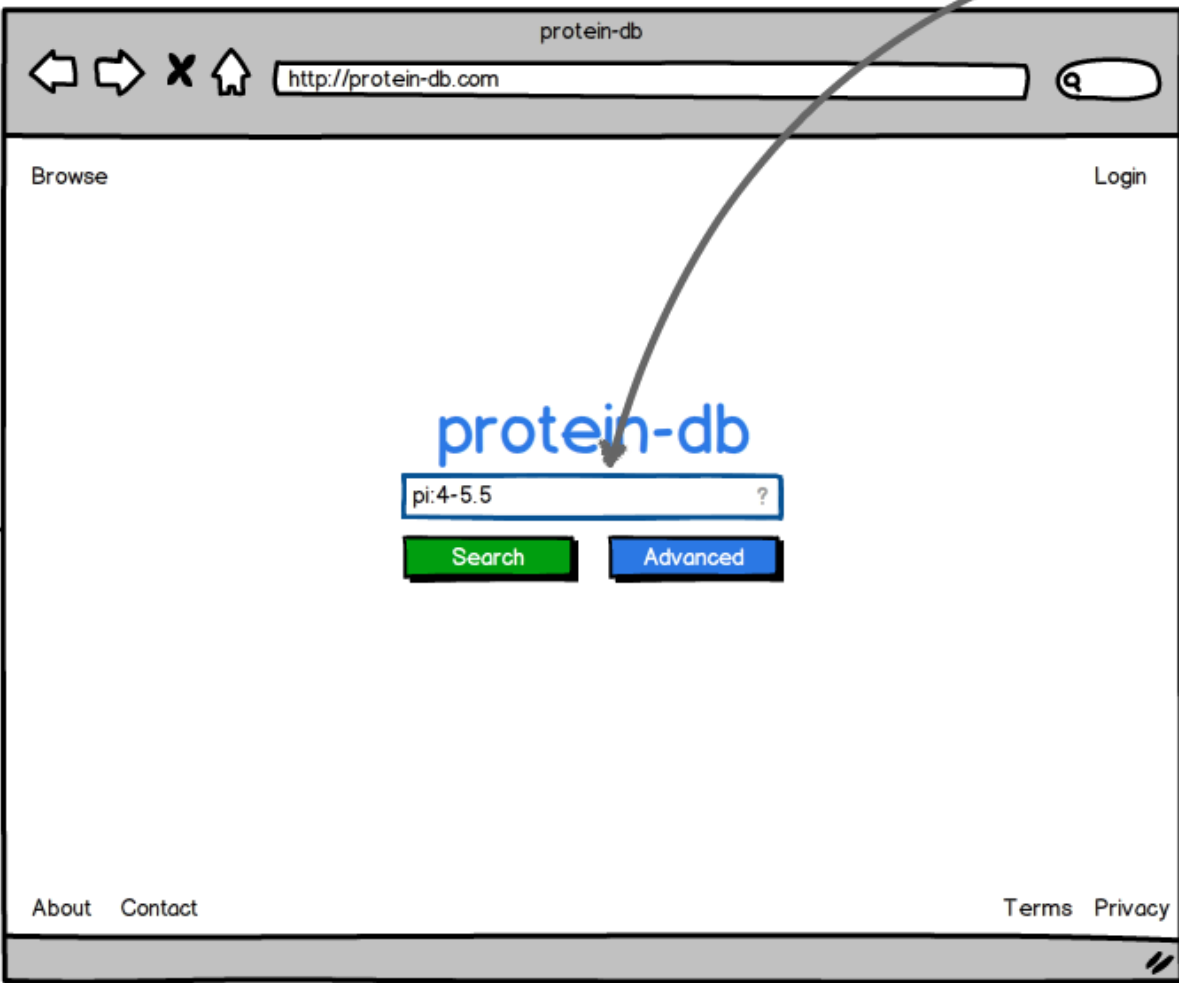 protein-db
http://protein-db.com
Browse
Login
protein-db
pi:4-5.5 ?
Search
Advanced
About
Contact
Terms
Privacy